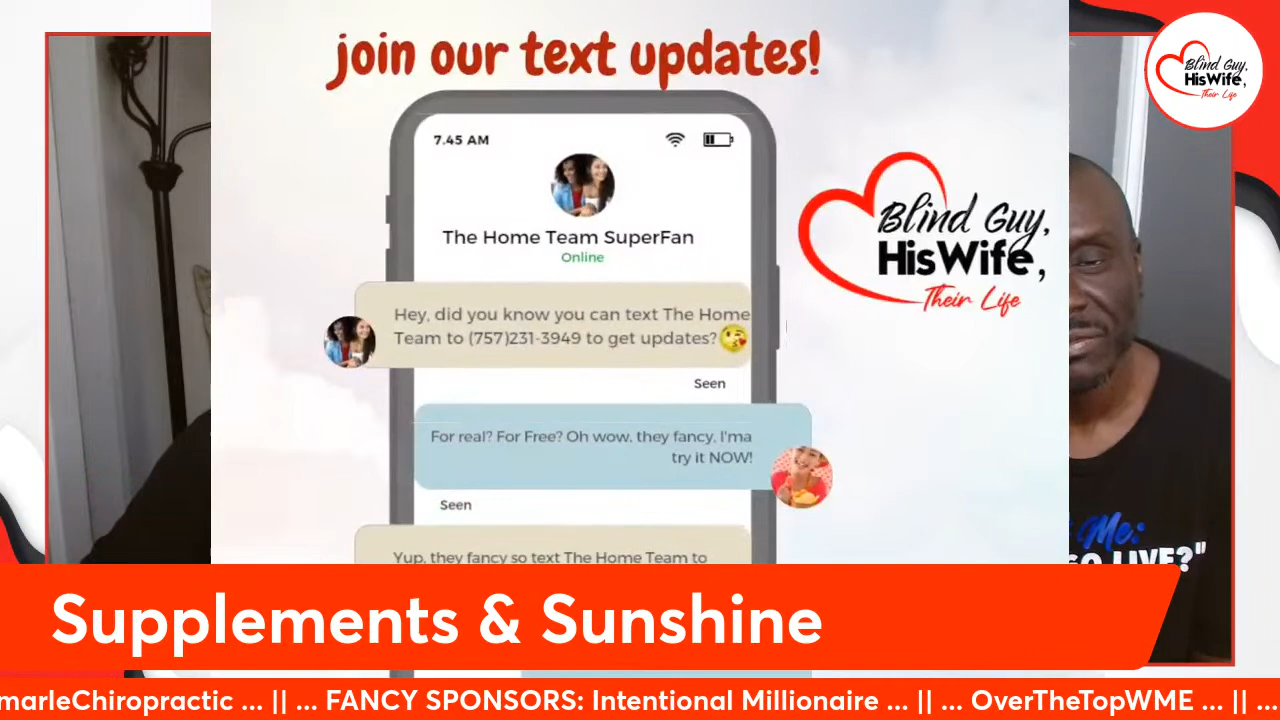 join our text updates!
7.45 AM
The Home Team SuperFan
Online
Hey, did you know you can text The Home
Team to (757)231-3949 to get updates?
Seen
For real? For Free? Oh wow, they fancy, I'ma
try it NOW!
Seen
Yup, they fancy so text The Home Team to
Blind Guy,
HisWife,
Their Life
Blind Guy,
HisWife,
Their Life
Me:
GO LIVE?"
Supplements & Sunshine
marleChiropractic ... || ... FANCY SPONSORS: Intentional Millionaire ... || ... OverTheTopWME ... || ...